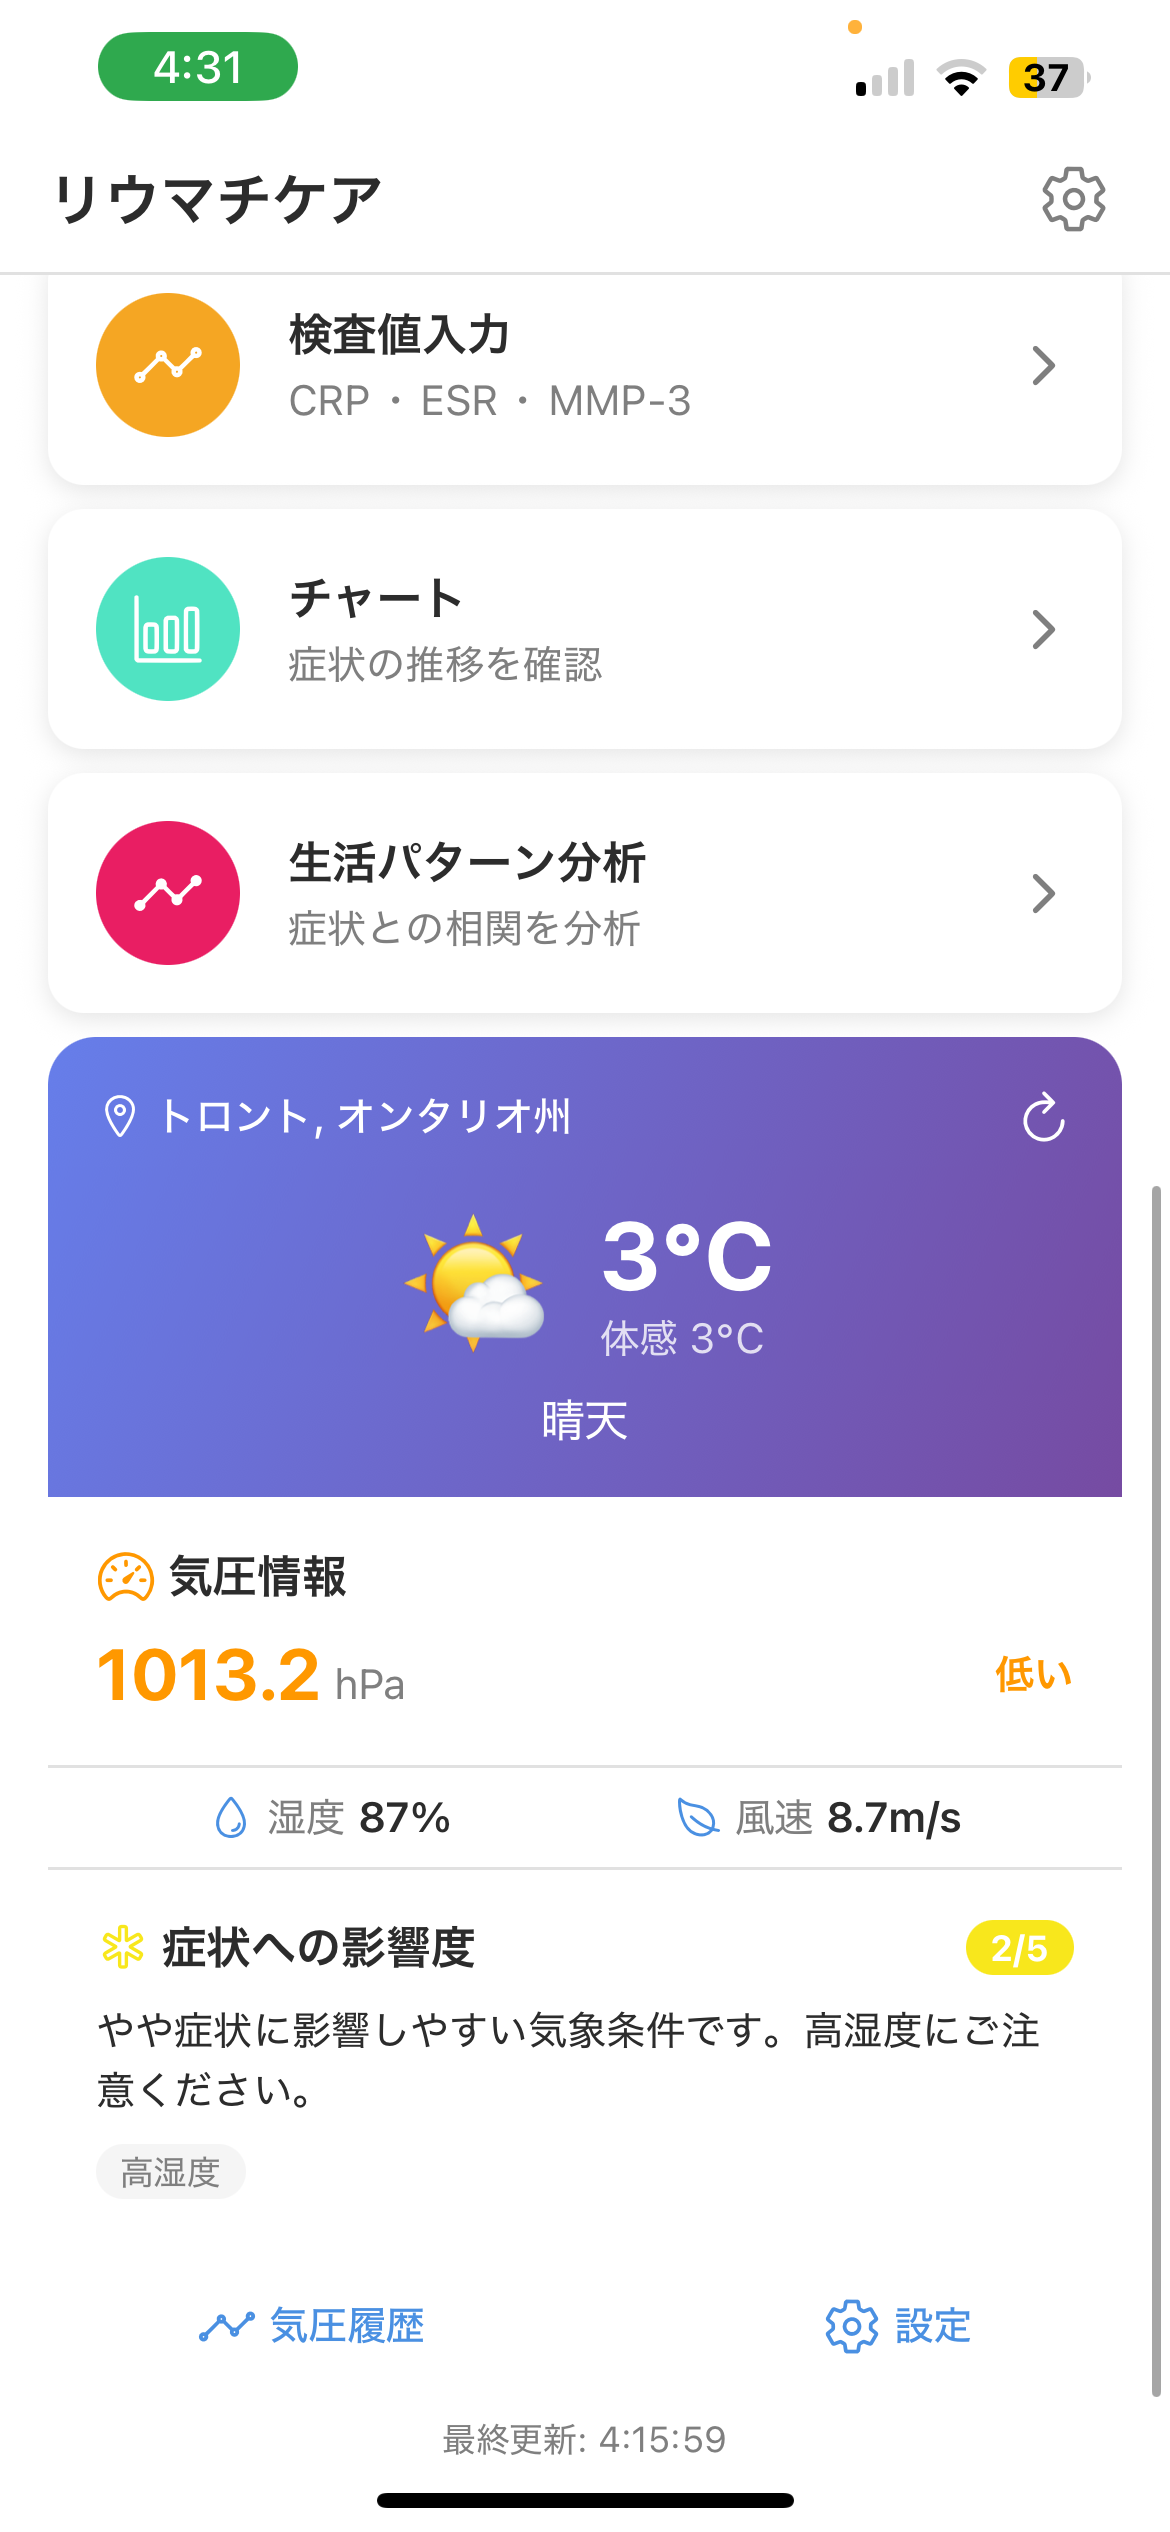 4:31
37
リウマチケア
検査値入力
CRP・ESR・MMP-3
チャート
症状の推移を確認
生活パターン分析
症状との相関を分析
トロント, オンタリオ州
3°C
体感 3°C
晴天
気圧情報
1013.2 hPa
低い
湿度 87%
風速 8.7m/s
症状への影響度
2/5
やや症状に影響しやすい気象条件です。高湿度にご注
意ください。
高湿度
気圧履歴
設定
最終更新: 4:15:59